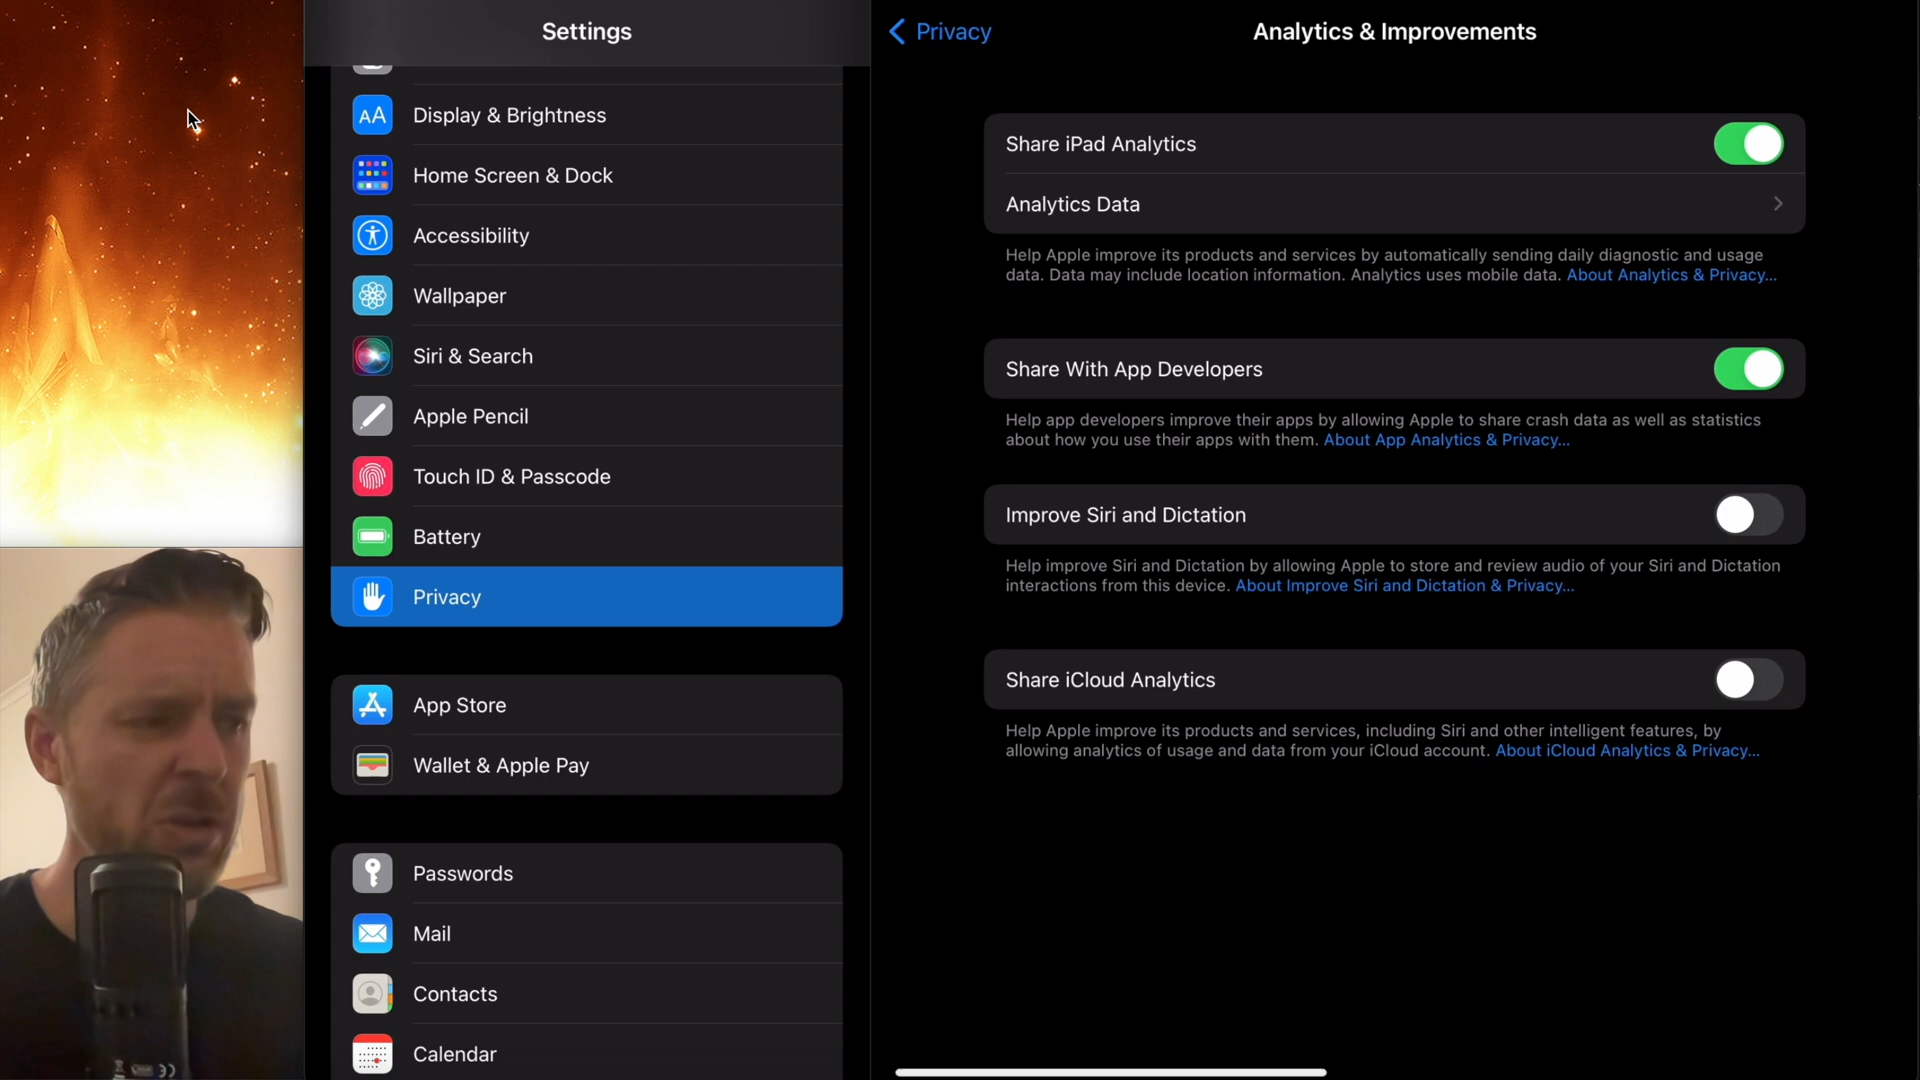 Settings
Display & Brightness
Home Screen & Dock
Accessibility
Wallpaper
Siri & Search
Apple Pencil
Touch ID & Passcode
Battery
Privacy
App Store
Wallet & Apple Pay
Passwords
Mail
Contacts
Calendar
Privacy
Analytics & Improvements
Share iPad Analytics
Analytics Data
Help Apple improve its products and services by automatically sending daily diagnostic and usage
data. Data may include location information. Analytics uses mobile data. About Analytics & Privacy...
Share With App Developers
Help app developers improve their apps by allowing Apple to share crash data as well as statistics
about how you use their apps with them. About App Analytics & Privacy...
Improve Siri and Dictation
Help improve Siri and Dictation by allowing Apple to store and review audio of your Siri and Dictation
interactions from this device. About Improve Siri and Dictation & Privacy...
Share iCloud Analytics
Help Apple improve its products and services, including Siri and other intelligent features, by
allowing analytics of usage and data from your iCloud account. About iCloud Analytics & Privacy...